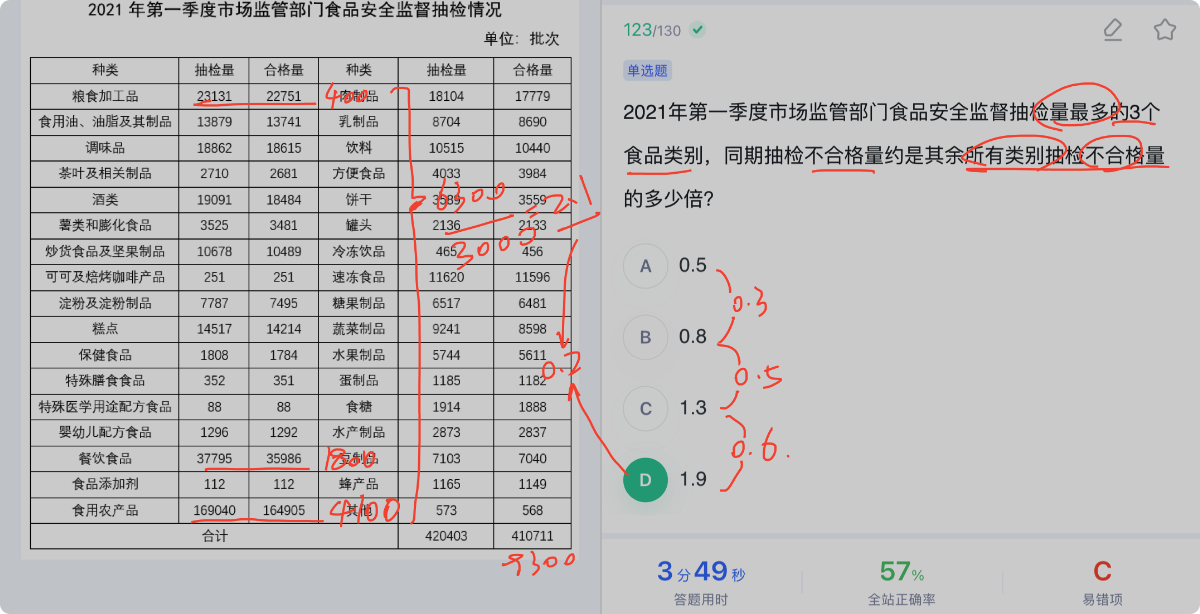 2021 年第一季度市场监管部门食品安全监督抽检情况
单位：批次
种类 抽检量 合格量 种类 抽检量 合格量
粮食加工品 23131 22751 400 18104 17779
食用油、油脂及其制品 13879 13741 乳制品 8704 8690
调味品 18862 18615 饮料 10515 10440
茶叶及相关制品 2710 2681 方便食品 4033 3984
酒类 19091 18484 饼干 3589 3559
6300
薯类和膨化食品 3525 3481 罐头 2136 2133
3000 = 2.1
炒货食品及坚果制品 10678 10489 冷冻饮品 465 456
可可及焙烤咖啡产品 251 251 速冻食品 11620 11596
淀粉及淀粉制品 7787 7495 糖果制品 6517 6481
糕点 14517 14214 蔬菜制品 9241 8598
保健食品 1808 1784 水果制品 5744 5611
0.2
特殊膳食食品 352 351 蛋制品 1185 1182
特殊医学用途配方食品 88 88 食糖 1914 1888
婴幼儿配方食品 1296 1292 水产制品 2873 2837
餐饮食品 37795 35986 1800 豆制品 7103 7040
食品添加剂 112 112 蜂产品 1165 1149
食用农产品 169040 164905 4100 其他 573 568
合计 420403 410711
9300
123/130
单选题
2021年第一季度市场监管部门食品安全监督抽检量最多的3个
食品类别，同期抽检不合格量约是其余所有类别抽检不合格量
的多少倍？
A 0.5
0.3
B 0.8
0.5
C 1.3
0.6.
D 1.9
3分49秒 57% C
答题用时 全站正确率 易错项